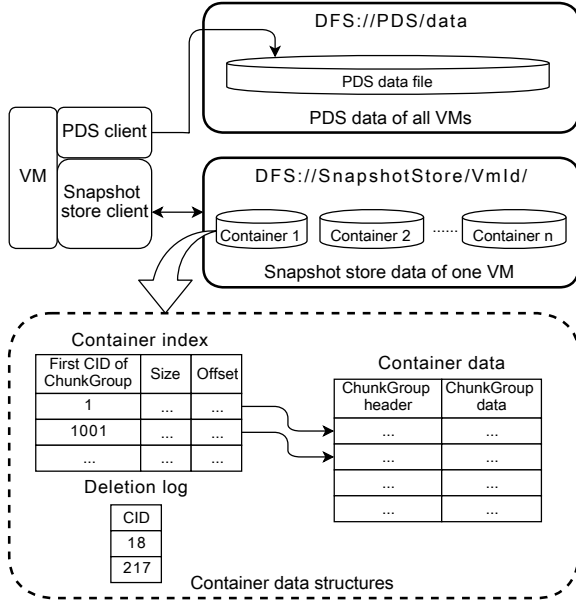 DFS://PDS/data
PDS data file
PDS data of all VMs
VM
PDS client
Snapshot
store client
DFS://SnapshotStore/VmId/
Container 1
Container 2
......
Container n
Snapshot store data of one VM
Container index
First CID of
ChunkGroup
Size
Offset
1
...
...
1001
...
...
...
...
...
Container data
ChunkGroup
header
ChunkGroup
data
...
...
...
...
...
...
...
...
Deletion log
CID
18
217
Container data structures